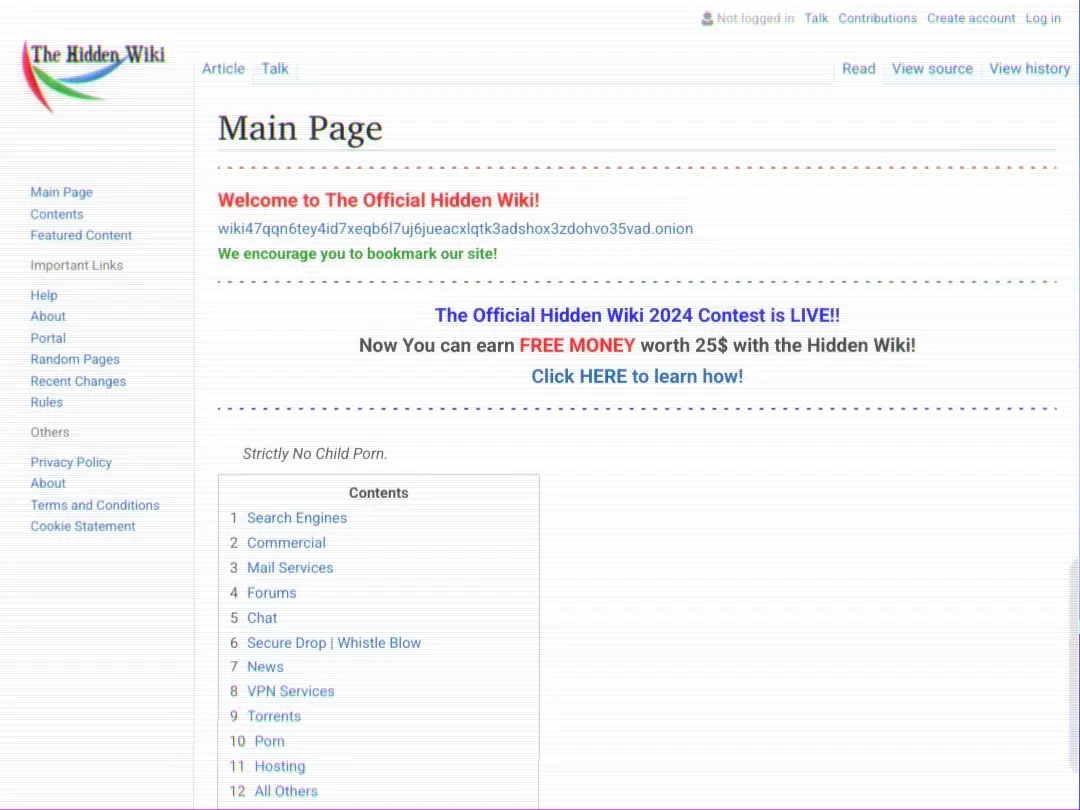 Not logged in Talk Contributions Create account Log in
The Hidden Wiki
Article Talk Read View source View history
Main Page
Welcome to The Official Hidden Wiki!
wiki47qqn6tey4id7xeqb6l7uj6jueacxlqtk3adshox3zdohvo35vad.onion
We encourage you to bookmark our site!
The Official Hidden Wiki 2024 Contest is LIVE!!
Now You can earn FREE MONEY worth 25$ with the Hidden Wiki!
Click HERE to learn how!
Strictly No Child Porn.
Contents
1 Search Engines
2 Commercial
3 Mail Services
4 Forums
5 Chat
6 Secure Drop | Whistle Blow
7 News
8 VPN Services
9 Torrents
10 Porn
11 Hosting
12 All Others
Main Page
Contents
Featured Content
Important Links
Help
About
Portal
Random Pages
Recent Changes
Rules
Others
Privacy Policy
About
Terms and Conditions
Cookie Statement